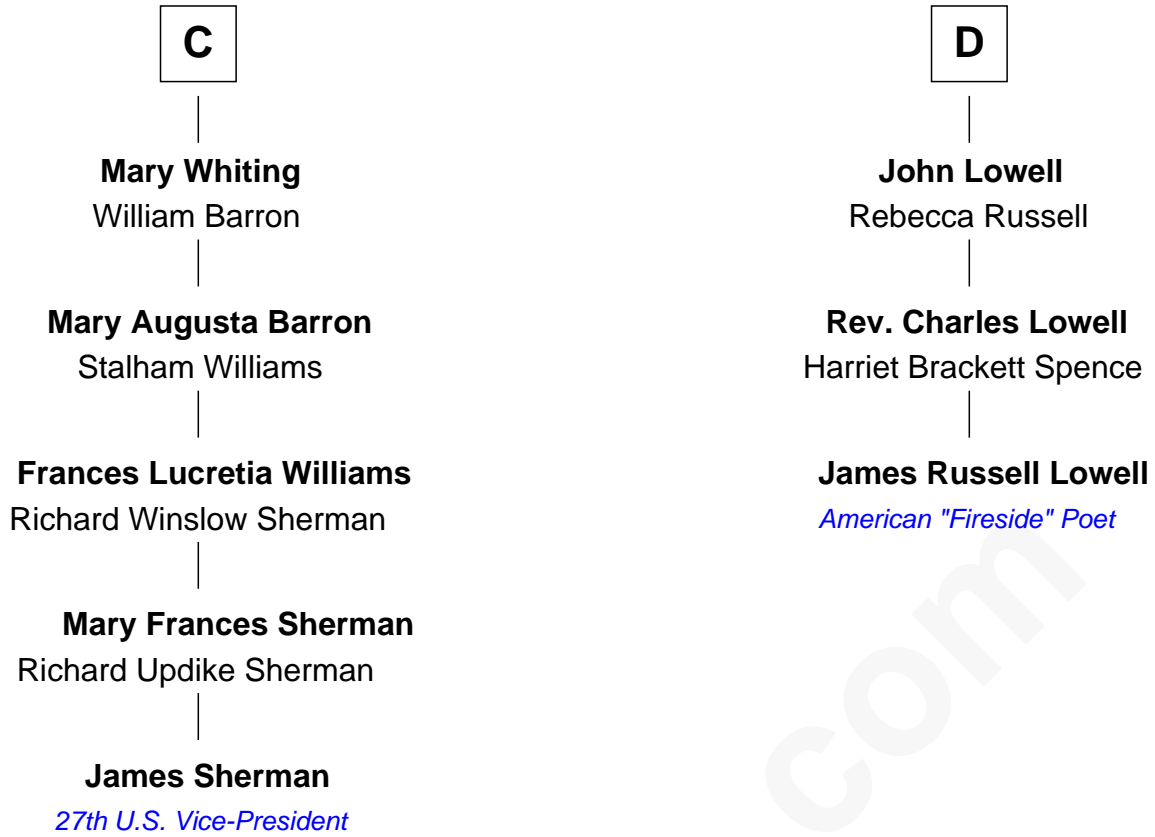 C
Mary Whiting
William Barron
Mary Augusta Barron
Stalham Williams
Frances Lucretia Williams
Richard Winslow Sherman
Mary Frances Sherman
Richard Updike Sherman
James Sherman
27th U.S. Vice-President
D
John Lowell
Rebecca Russell
Rev. Charles Lowell
Harriet Brackett Spence
James Russell Lowell
American "Fireside" Poet
com